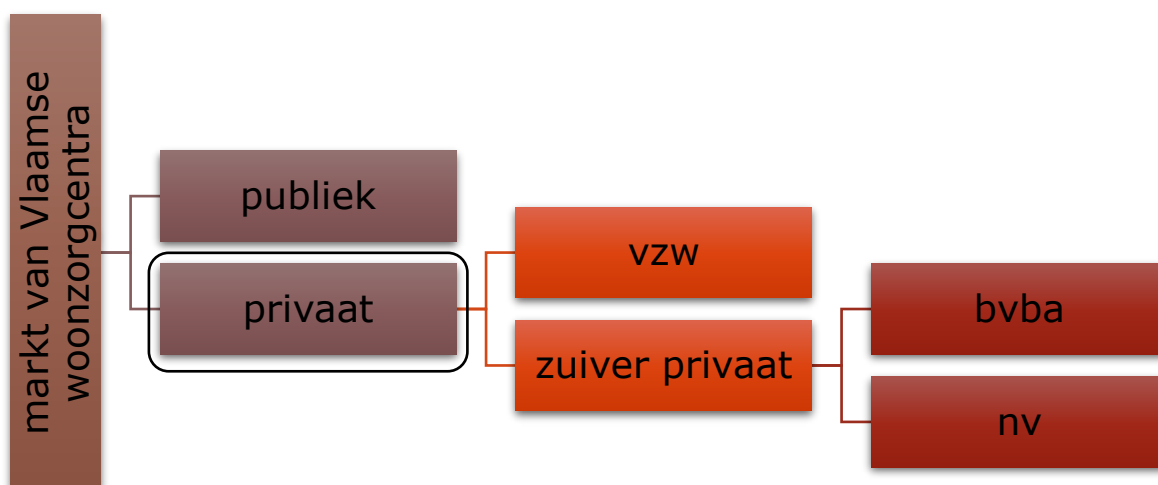 markt van Vlaamse
woonzorgcentra
publiek
privaat
vzw
zuiver privaat
bvba
nv